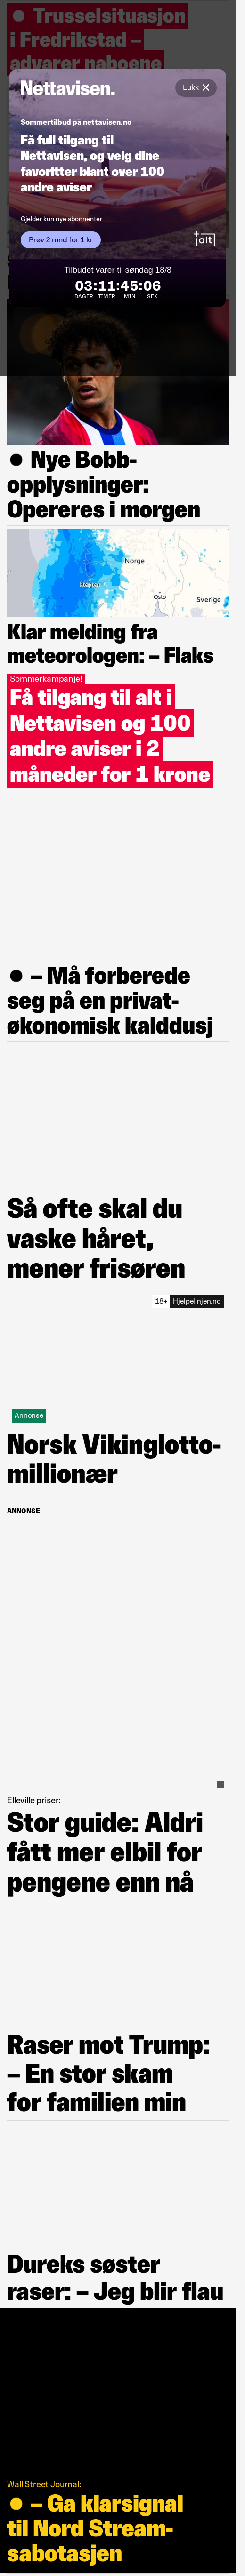 ● Trusselsituasjon
i Fredrikstad –
advarer naboene
Nettavisen.
Lukk
Sommertilbud på nettavisen.no
Få full tilgang til
Nettavisen, og velg dine
favoritter blant over 100
andre aviser
Gjelder kun nye abonnenter
Prøv 2 mnd for 1 kr
+alt
Tilbudet varer til søndag 18/8
03:11:45:06
DAGER TIMER MIN SEK
● Nye Bobb-
opplysninger:
Opereres i morgen
Norge
Bergen
Oslo
Sverige
Klar melding fra
meteorologen: – Flaks
Sommerkampanje!
Få tilgang til alt i
Nettavisen og 100
andre aviser i 2
måneder for 1 krone
● – Må forberede
seg på en privat-
økonomisk kalddusj
Så ofte skal du
vaske håret,
mener frisøren
18+ Hjelpelinjen.no
Annonse
Norsk Vikinglotto-
millionær
ANNONSE
Elleville priser:
Stor guide: Aldri
fått mer elbil for
pengene enn nå
Raser mot Trump:
– En stor skam
for familien min
Dureks søster
raser: – Jeg blir flau
Wall Street Journal:
● – Ga klarsignal
til Nord Stream-
sabotasjen